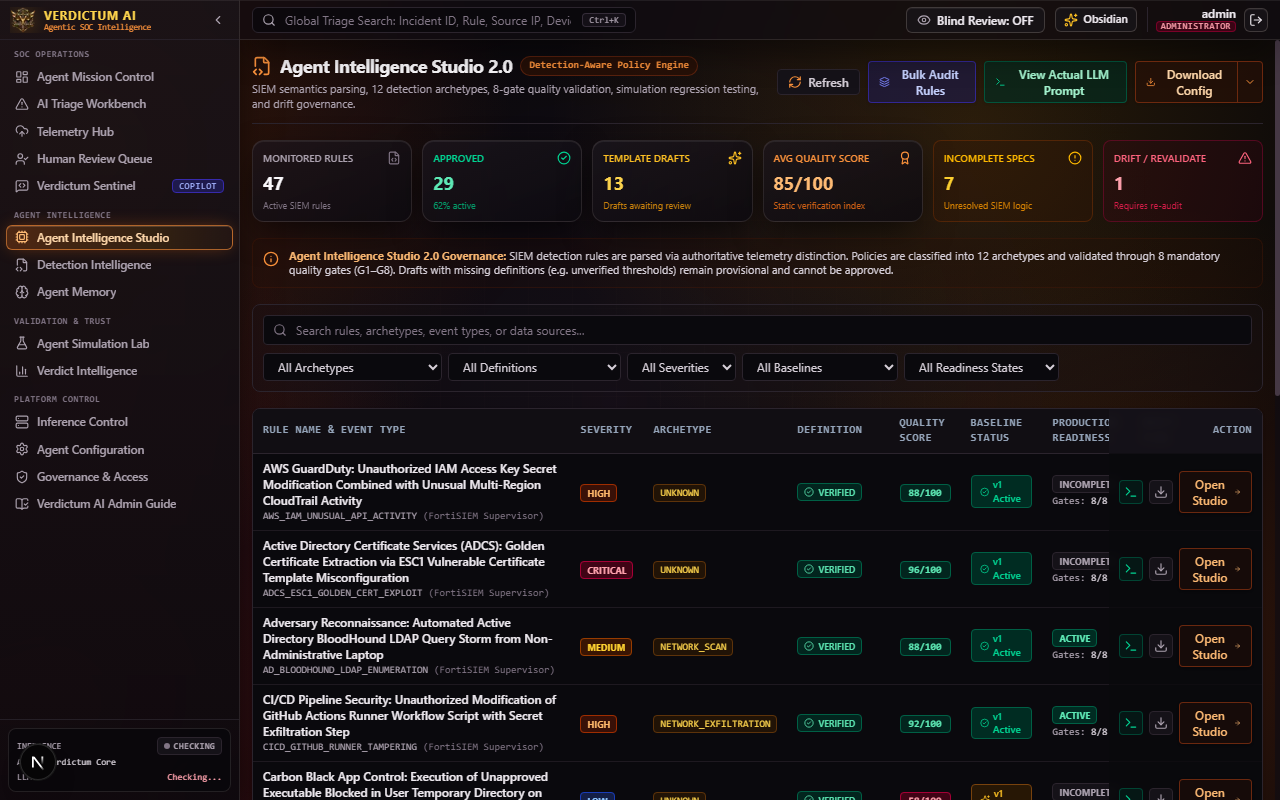 VERDICTUM AI
Agentic SOC Intelligence
SOC OPERATIONS
Agent Mission Control
AI Triage Workbench
Telemetry Hub
Human Review Queue
Verdictum Sentinel COPILOT
AGENT INTELLIGENCE
Agent Intelligence Studio
Detection Intelligence
Agent Memory
VALIDATION & TRUST
Agent Simulation Lab
Verdict Intelligence
PLATFORM CONTROL
Inference Control
Agent Configuration
Governance & Access
Verdictum AI Admin Guide
CHECKING
rdictum Core
Checking...
N
Global Triage Search: Incident ID, Rule, Source IP, Devi Ctrl+K
Blind Review: OFF
Obsidian
admin
ADMINISTRATOR
Agent Intelligence Studio 2.0 Detection-Aware Policy Engine
SIEM semantics parsing, 12 detection archetypes, 8-gate quality validation, simulation regression testing,
and drift governance.
Refresh
Bulk Audit
Rules
View Actual LLM
Prompt
Download
Config
MONITORED RULES
47
Active SIEM rules
APPROVED
29
62% active
TEMPLATE DRAFTS
13
Drafts awaiting review
AVG QUALITY SCORE
85/100
Static verification index
INCOMPLETE SPECS
7
Unresolved SIEM logic
DRIFT / REVALIDATE
1
Requires re-audit
Agent Intelligence Studio 2.0 Governance: SIEM detection rules are parsed via authoritative telemetry distinction. Policies are classified into 12 archetypes and validated through 8 mandatory
quality gates (G1–G8). Drafts with missing definitions (e.g. unverified thresholds) remain provisional and cannot be approved.
Search rules, archetypes, event types, or data sources...
All Archetypes
All Definitions
All Severities
All Baselines
All Readiness States
RULE NAME & EVENT TYPE
SEVERITY
ARCHETYPE
DEFINITION
QUALITY
SCORE
BASELINE
STATUS
PRODUCTIO
READINESS
ACTION
AWS GuardDuty: Unauthorized IAM Access Key Secret
Modification Combined with Unusual Multi-Region
CloudTrail Activity
AWS_IAM_UNUSUAL_API_ACTIVITY (FortiSIEM Supervisor)
HIGH
UNKNOWN
VERIFIED
88/100
v1
Active
INCOMPLET
Gates: 8/8
Open
Studio
Active Directory Certificate Services (ADCS): Golden
Certificate Extraction via ESC1 Vulnerable Certificate
Template Misconfiguration
ADCS_ESC1_GOLDEN_CERT_EXPLOIT (FortiSIEM Supervisor)
CRITICAL
UNKNOWN
VERIFIED
96/100
v1
Active
INCOMPLET
Gates: 8/8
Open
Studio
Adversary Reconnaissance: Automated Active
Directory BloodHound LDAP Query Storm from Non-
Administrative Laptop
AD_BLOODHOUND_LDAP_ENUMERATION (FortiSIEM Supervisor)
MEDIUM
NETWORK_SCAN
VERIFIED
88/100
v1
Active
ACTIVE
Gates: 8/8
Open
Studio
CI/CD Pipeline Security: Unauthorized Modification of
GitHub Actions Runner Workflow Script with Secret
Exfiltration Step
CICD_GITHUB_RUNNER_TAMPERING (FortiSIEM Supervisor)
HIGH
NETWORK_EXFILTRATION
VERIFIED
92/100
v1
Active
ACTIVE
Gates: 8/8
Open
Studio
Carbon Black App Control: Execution of Unapproved
Executable Blocked in User Temporary Directory on
v1
INCOMPLET
Open